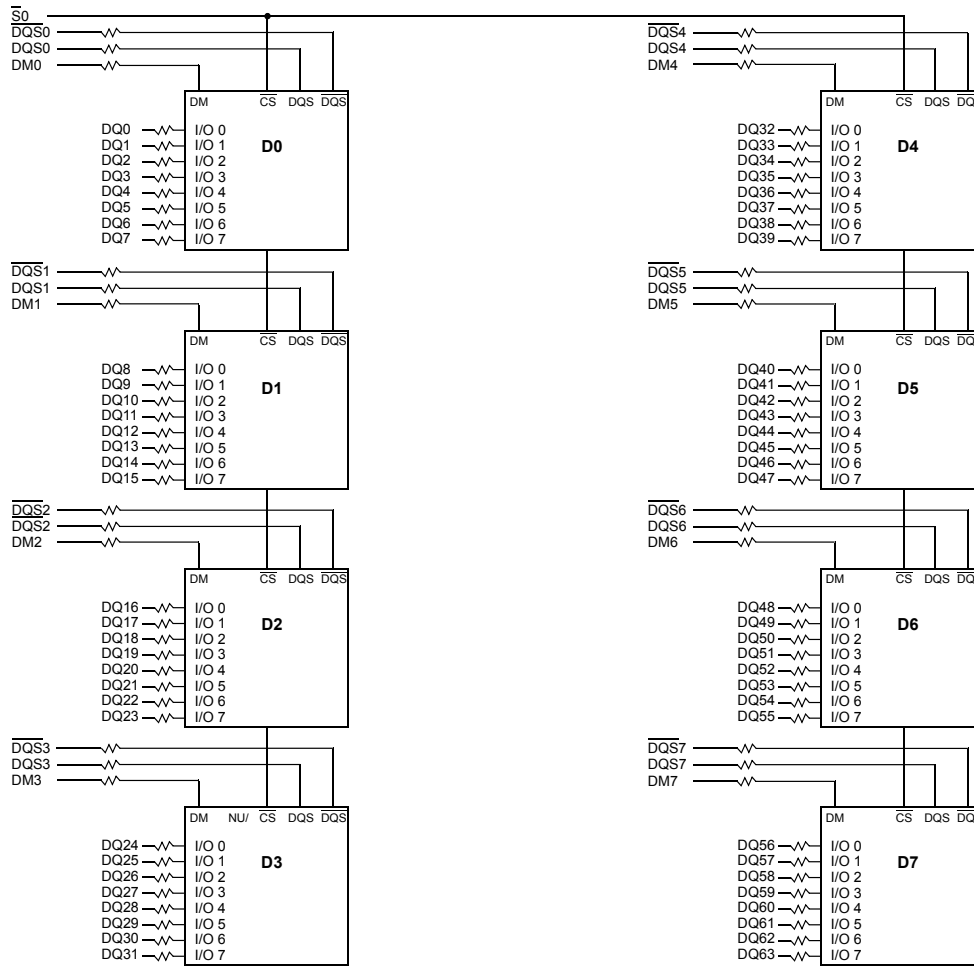 S0
DQS0
DQS0
DM0
DM CS DQS DQS
DQ0 I/O 0
DQ1 I/O 1 D0
DQ2 I/O 2
DQ3 I/O 3
DQ4 I/O 4
DQ5 I/O 5
DQ6 I/O 6
DQ7 I/O 7
DQS1
DQS1
DM1
DM CS DQS DQS
DQ8 I/O 0
DQ9 I/O 1 D1
DQ10 I/O 2
DQ11 I/O 3
DQ12 I/O 4
DQ13 I/O 5
DQ14 I/O 6
DQ15 I/O 7
DQS2
DQS2
DM2
DM CS DQS DQS
DQ16 I/O 0
DQ17 I/O 1 D2
DQ18 I/O 2
DQ19 I/O 3
DQ20 I/O 4
DQ21 I/O 5
DQ22 I/O 6
DQ23 I/O 7
DQS3
DQS3
DM3
DM NU/ CS DQS DQS
DQ24 I/O 0
DQ25 I/O 1 D3
DQ26 I/O 2
DQ27 I/O 3
DQ28 I/O 4
DQ29 I/O 5
DQ30 I/O 6
DQ31 I/O 7
DQS4
DQS4
DM4
DM CS DQS DQ
DQ32 I/O 0
DQ33 I/O 1 D4
DQ34 I/O 2
DQ35 I/O 3
DQ36 I/O 4
DQ37 I/O 5
DQ38 I/O 6
DQ39 I/O 7
DQS5
DQS5
DM5
DM CS DQS DQ
DQ40 I/O 0
DQ41 I/O 1 D5
DQ42 I/O 2
DQ43 I/O 3
DQ44 I/O 4
DQ45 I/O 5
DQ46 I/O 6
DQ47 I/O 7
DQS6
DQS6
DM6
DM CS DQS DQ
DQ48 I/O 0
DQ49 I/O 1 D6
DQ50 I/O 2
DQ51 I/O 3
DQ52 I/O 4
DQ53 I/O 5
DQ54 I/O 6
DQ55 I/O 7
DQS7
DQS7
DM7
DM CS DQS DQ
DQ56 I/O 0
DQ57 I/O 1 D7
DQ58 I/O 2
DQ59 I/O 3
DQ60 I/O 4
DQ61 I/O 5
DQ62 I/O 6
DQ63 I/O 7